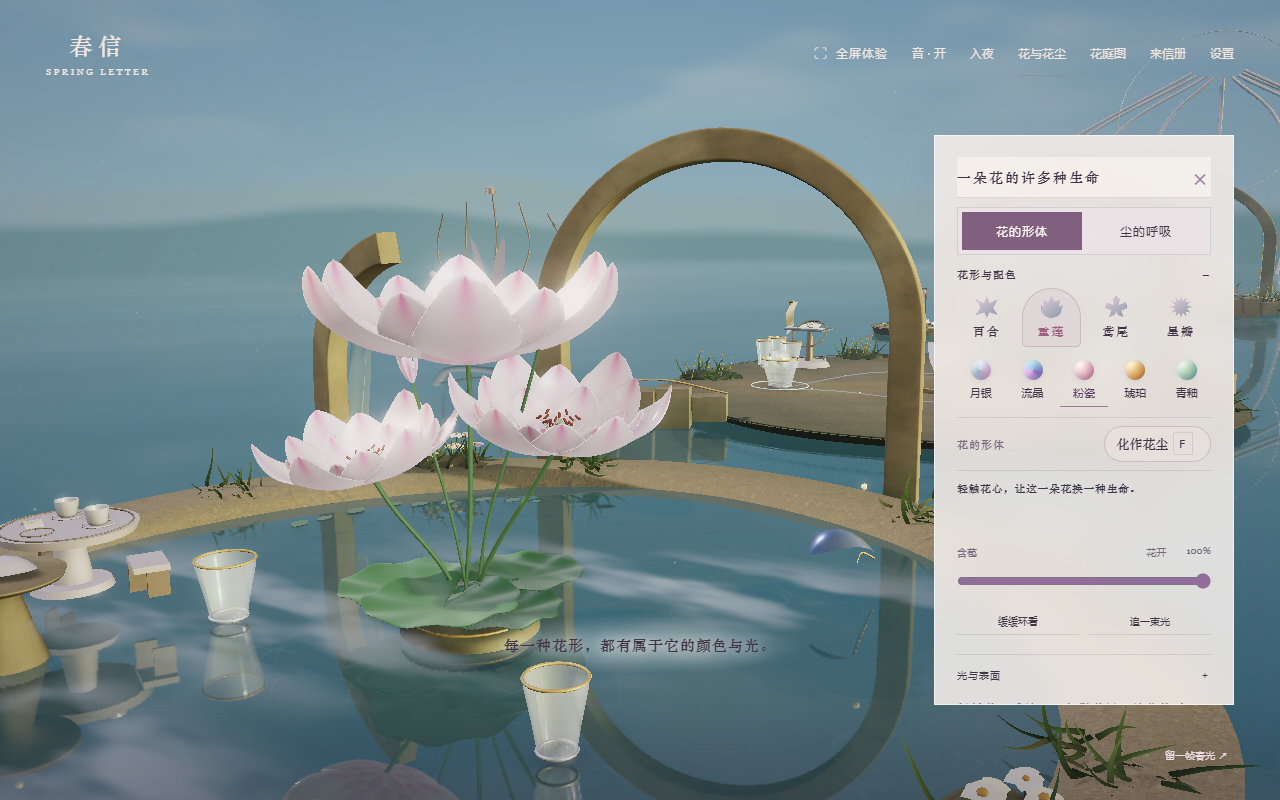 春信
SPRING LETTER
全屏体验 音·开 入夜 花与花尘 花庭图 来信册 设置
一朵花的许多种生命 ×
花的形体 尘的呼吸
花形与配色 −
百合 重莲 鸢尾 星瓣
月银 流晶 粉瓷 琥珀 青釉
花的形体 化作花尘 F
轻触花心，让这一朵花换一种生命。
含苞 花开 100%
缓缓环看 追一束光
光与表面 +
每一种花形，都有属于它的颜色与光。
留一帧春光 ↗